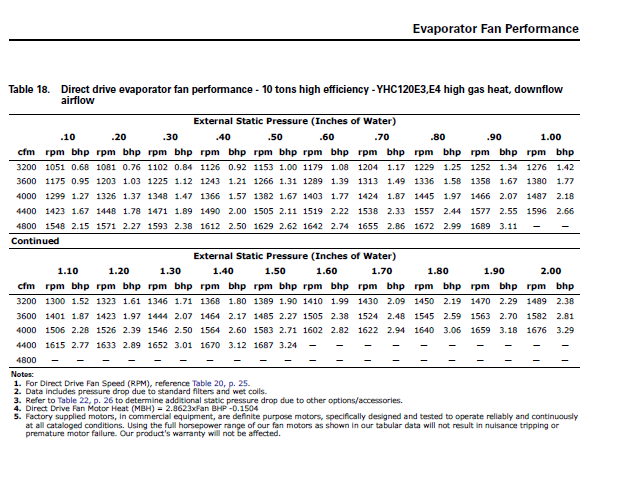 Evaporator Fan Performance
Table 18. Direct drive evaporator fan performance - 10 tons high efficiency - YHC120E3,E4 high gas heat, downflow
airflow
External Static Pressure (Inches of Water)
.10 .20 .30 .40 .50 .60 .70 .80 .90 1.00
cfm rpm bhp rpm bhp rpm bhp rpm bhp rpm bhp rpm bhp rpm bhp rpm bhp rpm bhp rpm bhp
3200 1051 0.68 1081 0.76 1102 0.84 1126 0.92 1153 1.00 1179 1.08 1204 1.17 1229 1.25 1252 1.34 1276 1.42
3600 1175 0.95 1203 1.03 1225 1.12 1243 1.21 1266 1.31 1289 1.39 1313 1.49 1336 1.58 1358 1.67 1380 1.77
4000 1299 1.27 1326 1.37 1348 1.47 1366 1.57 1382 1.67 1403 1.77 1424 1.87 1445 1.97 1466 2.07 1487 2.18
4400 1423 1.67 1448 1.78 1471 1.89 1490 2.00 1505 2.11 1519 2.22 1538 2.33 1557 2.44 1577 2.55 1596 2.66
4800 1548 2.15 1571 2.27 1593 2.38 1612 2.50 1629 2.62 1642 2.74 1655 2.86 1672 2.99 1689 3.11 — —
Continued
External Static Pressure (Inches of Water)
1.10 1.20 1.30 1.40 1.50 1.60 1.70 1.80 1.90 2.00
cfm rpm bhp rpm bhp rpm bhp rpm bhp rpm bhp rpm bhp rpm bhp rpm bhp rpm bhp rpm bhp
3200 1300 1.52 1323 1.61 1346 1.71 1368 1.80 1389 1.90 1410 1.99 1430 2.09 1450 2.19 1470 2.29 1489 2.38
3600 1401 1.87 1423 1.97 1444 2.07 1464 2.17 1485 2.27 1505 2.38 1524 2.48 1545 2.59 1563 2.70 1582 2.81
4000 1506 2.28 1526 2.39 1546 2.50 1564 2.60 1583 2.71 1602 2.82 1622 2.94 1640 3.06 1659 3.18 1676 3.29
4400 1615 2.77 1633 2.89 1652 3.01 1670 3.12 1687 3.24 — — — — — — — — — —
4800 — — — — — — — — — — — — — — — — — — — —
Notes:
1. For Direct Drive Fan Speed (RPM), reference Table 20, p. 25.
2. Data includes pressure drop due to standard filters and wet coils.
3. Refer to Table 22, p. 26 to determine additional static pressure drop due to other options/accessories.
4. Direct Drive Fan Motor Heat (MBH) = 2.8623xFan BHP -0.1504
5. Factory supplied motors, in commercial equipment, are definite purpose motors, specifically designed and tested to operate reliably and continuously
at all cataloged conditions. Using the full horsepower range of our fan motors as shown in our tabular data will not result in nuisance tripping or
premature motor failure. Our product's warranty will not be affected.